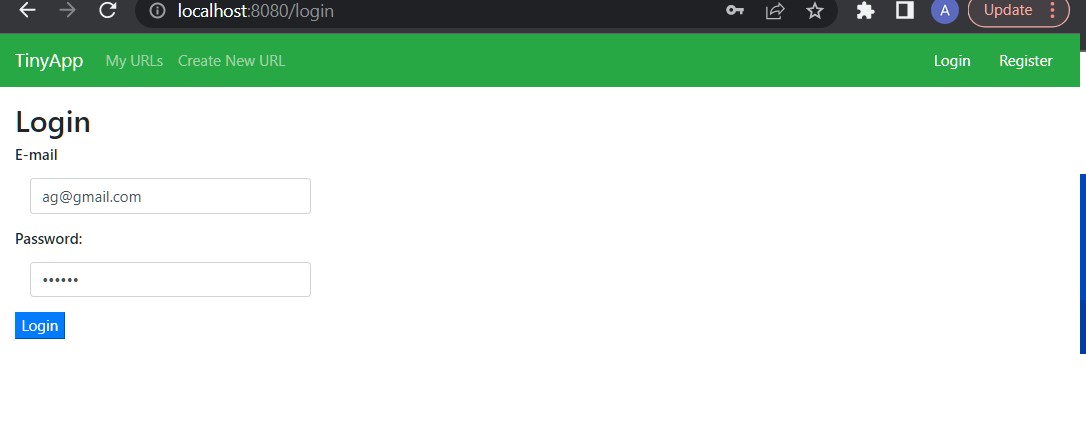 localhost:8080/login
A
Update
TinyApp My URLs Create New URL Login Register
Login
E-mail
ag@gmail.com
Password:
••••••
Login